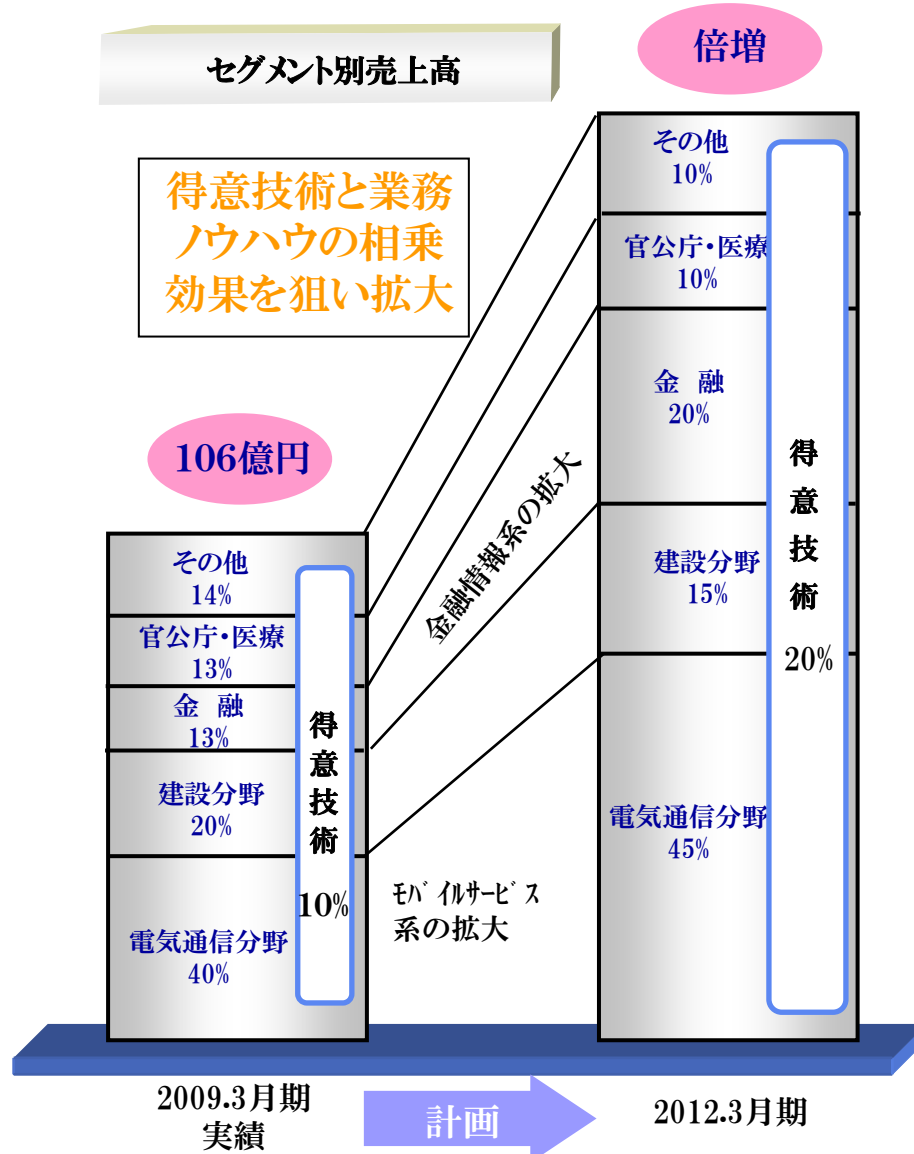 セグメント別売上高
倍増
得意技術と業務
ノウハウの相乗
効果を狙い拡大
106億円
その他
14%
官公庁・医療
13%
金 融
13%
建設分野
20%
電気通信分野
40%
得意技術
10%
金融情報系の拡大
ﾓﾊﾞｲﾙｻｰﾋﾞｽ
系の拡大
その他
10%
官公庁・医療
10%
金 融
20%
建設分野
15%
電気通信分野
45%
得意技術
20%
2009.3月期
実績
計画
2012.3月期